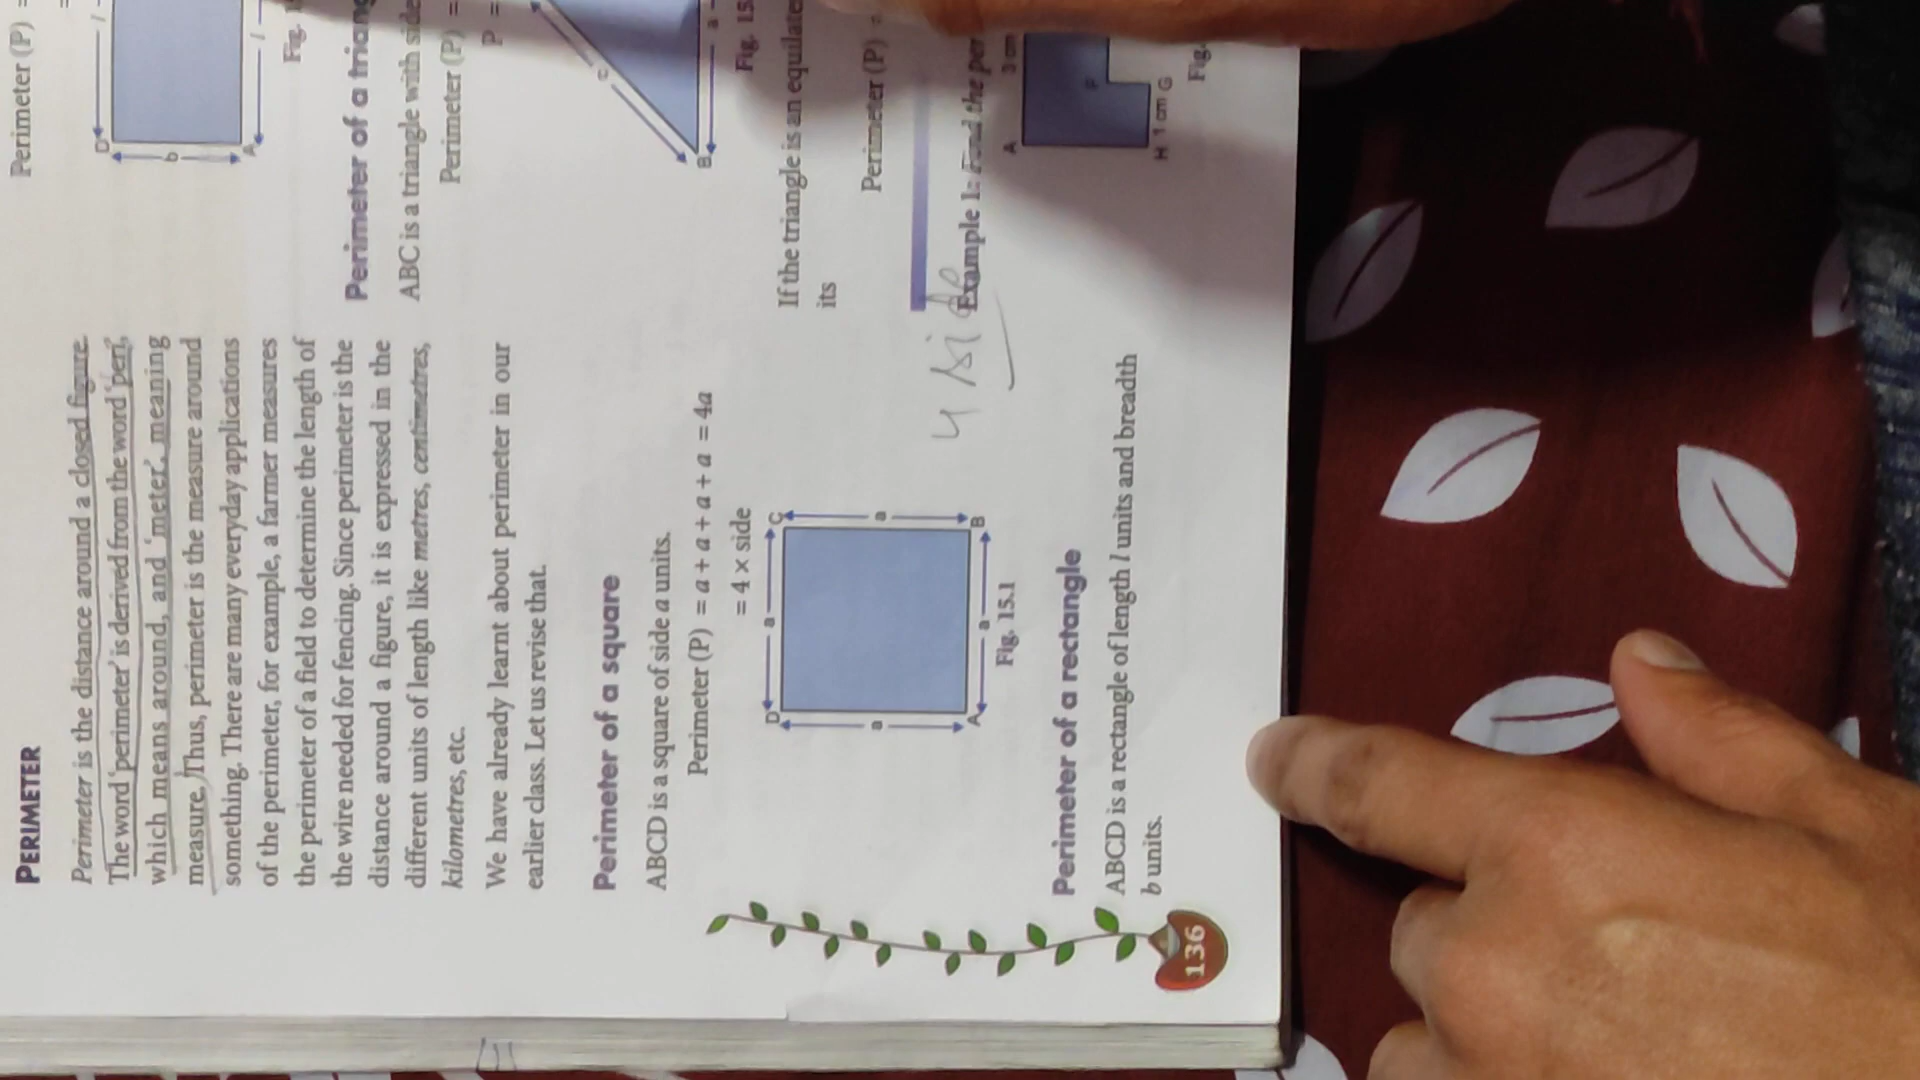 PERIMETER
Perimeter is the distance around a closed figure.
The word 'perimeter' is derived from the word 'peri',
which means around, and 'meter', meaning
measure. Thus, perimeter is the measure around
something. There are many everyday applications
of the perimeter, for example, a farmer measures
the perimeter of a field to determine the length of
the wire needed for fencing. Since perimeter is the
distance around a figure, it is expressed in the
different units of length like metres, centimetres,
kilometres, etc.
We have already learnt about perimeter in our
earlier class. Let us revise that.
Perimeter of a square
ABCD is a square of side a units.
Perimeter (P) = a + a + a + a = 4a
= 4 × side
D a C
a a
A a B
Fig. 15.1
4 side
Perimeter of a rectangle
ABCD is a rectangle of length l units and breadth
b units.
136
Perimeter (P) =
=
D l
b
A l
Fig.
Perimeter of a
ABC is a triangle with
Perimeter (P) =
P =
c
B a
Fig. 15
If the triangle is an
its
Perimeter (P)
Example 1: Find the
A 3 cm
F
H 1 cm G
Fig.